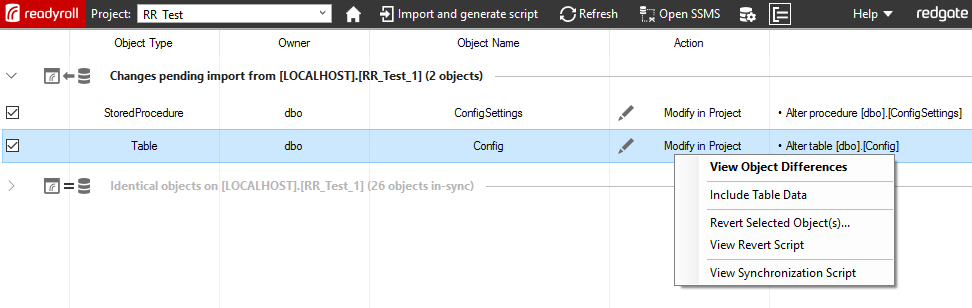 readyroll Project: RR_Test Import and generate script Refresh Open SSMS Help redgate
Object Type Owner Object Name Action
Changes pending import from [LOCALHOST].[RR_Test_1] (2 objects)
StoredProcedure dbo ConfigSettings Modify in Project • Alter procedure [dbo].[ConfigSettings]
Table dbo Config Modify in Project • Alter table [dbo].[Config]
View Object Differences
Identical objects on [LOCALHOST].[RR_Test_1] (26 objects in-sync)
Include Table Data
Revert Selected Object(s)...
View Revert Script
View Synchronization Script